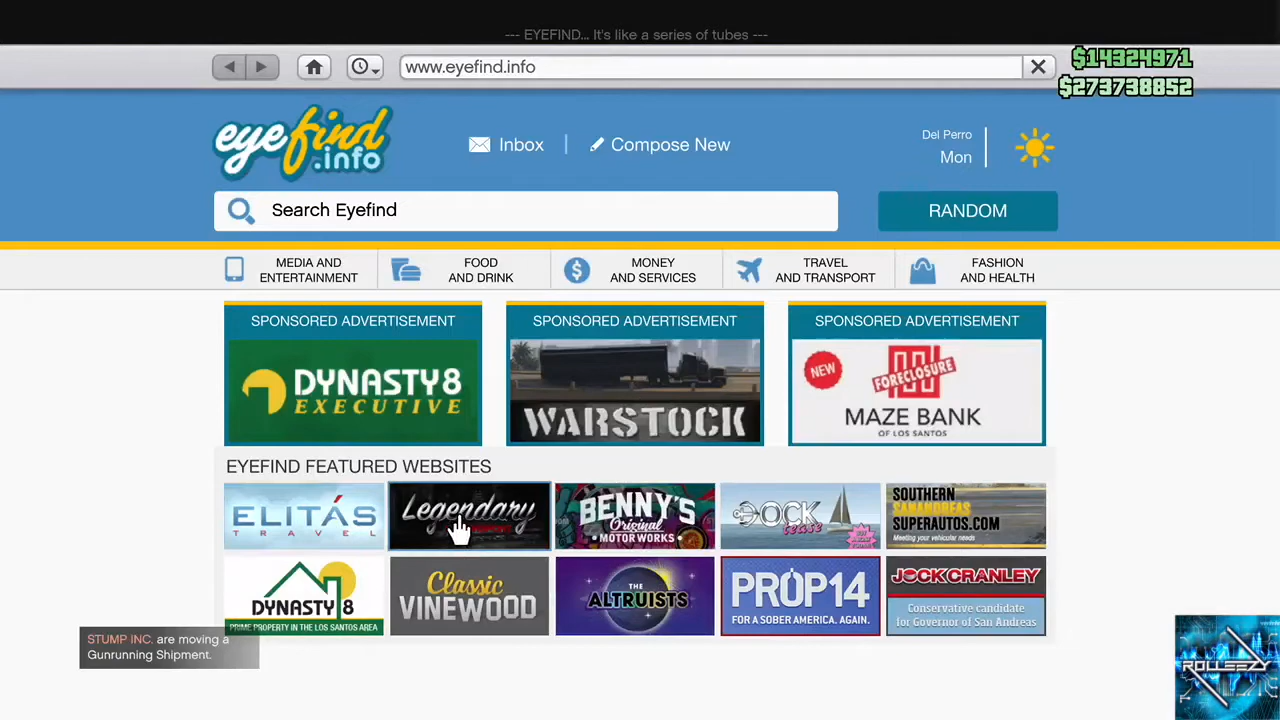 --- EYEFIND... It's like a series of tubes ---
www.eyefind.info
$14324971
$273738852
eyefind
.info
Inbox
Compose New
Del Perro
Mon
Search Eyefind
RANDOM
MEDIA AND
ENTERTAINMENT
FOOD
AND DRINK
MONEY
AND SERVICES
TRAVEL
AND TRANSPORT
FASHION
AND HEALTH
SPONSORED ADVERTISEMENT
DYNASTY 8
EXECUTIVE
SPONSORED ADVERTISEMENT
WARSTOCK
SPONSORED ADVERTISEMENT
NEW
FORECLOSURE
MAZE BANK
OF LOS SANTOS
EYEFIND FEATURED WEBSITES
ELITÁS
TRAVEL
Legendary
BENNY'S
Original
MOTOR WORKS
DOCK
tease
SOUTHERN
SANANDREAS
SUPERAUTOS.COM
Meeting your vehicular needs
DYNASTY 8
PRIME PROPERTY IN THE LOS SANTOS AREA
Classic
VINEWOOD
THE
ALTRUISTS
PROP14
FOR A SOBER AMERICA. AGAIN.
JOCK CRANLEY
Conservative candidate
for Governor of San Andreas
STUMP INC. are moving a
Gunrunning Shipment.
ROLLEEZY